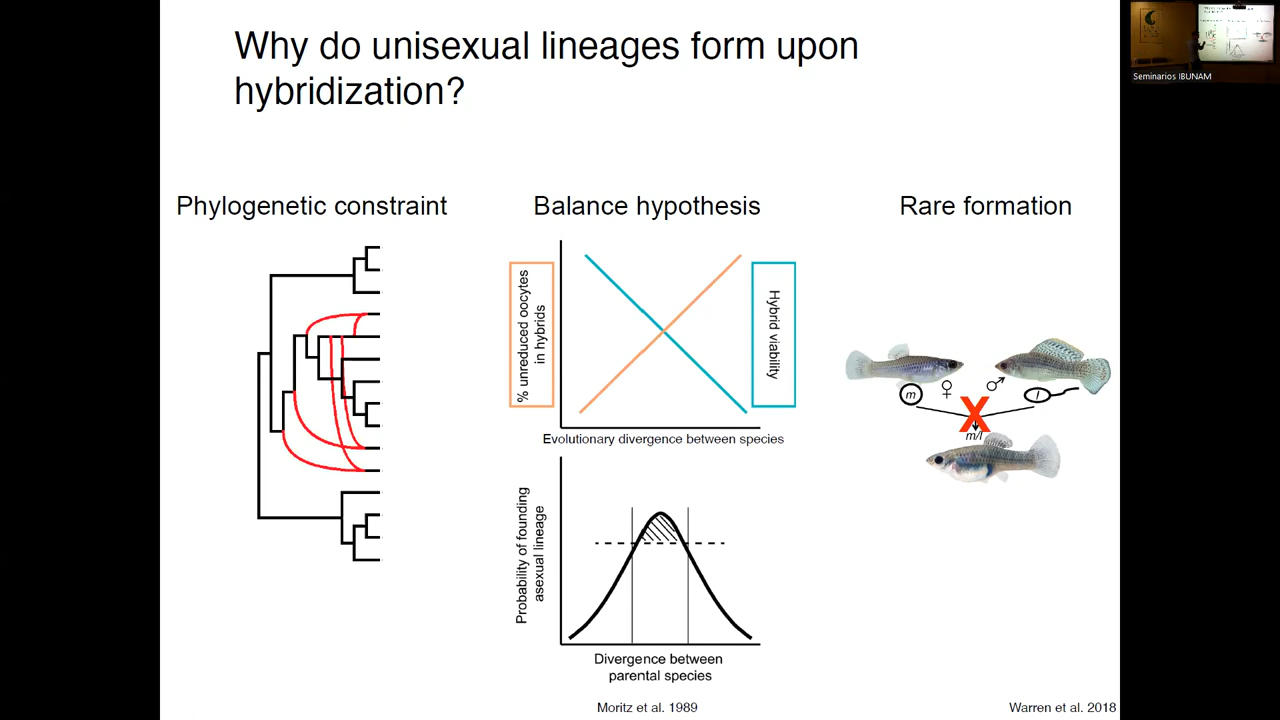 Why do unisexual lineages form upon
hybridization?
Seminarios IBUNAM
Phylogenetic constraint
Balance hypothesis
% unreduced oocytes
in hybrids
Hybrid viability
Evolutionary divergence between species
Probability of founding
asexual lineage
Divergence between
parental species
Moritz et al. 1989
Rare formation
m
♀
♂
l
X
m/l
Warren et al. 2018